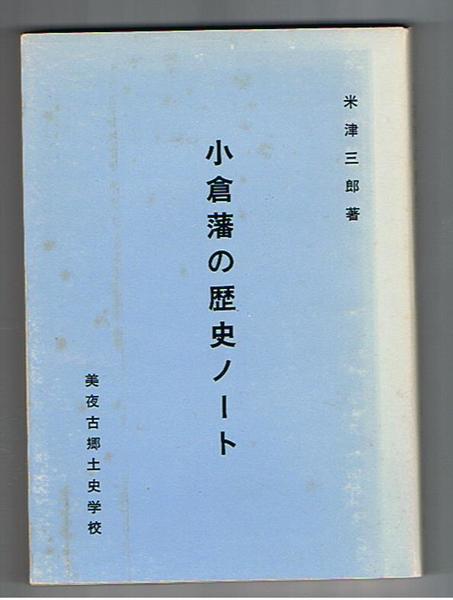 米津三郎著
小倉藩の歴史ノート
美夜古郷土史学校